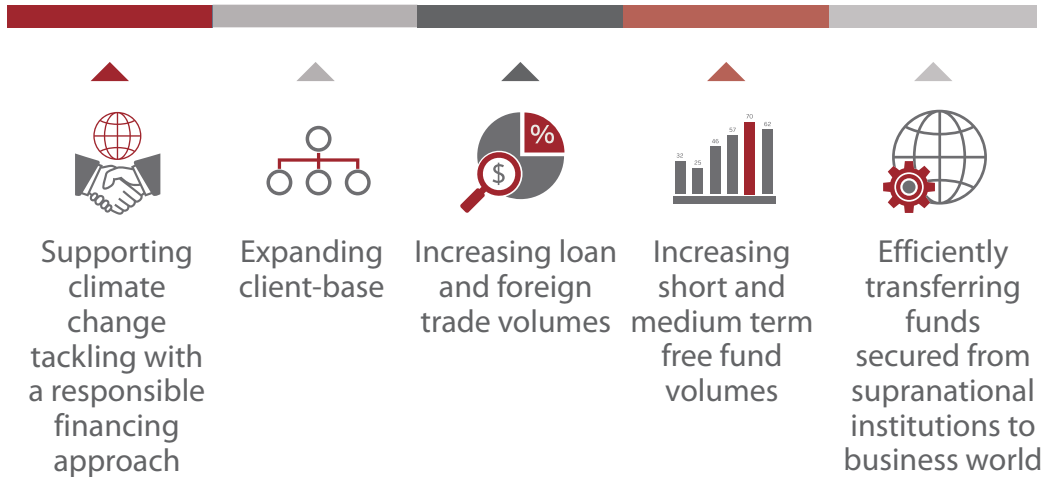 %
$
32
25
46
57
70
62
Supporting
climate
change
tackling with
a responsible
financing
approach
Expanding
client-base
Increasing loan
and foreign
trade volumes
Increasing
short and
medium term
free fund
volumes
Efficiently
transferring
funds
secured from
supranational
institutions to
business world